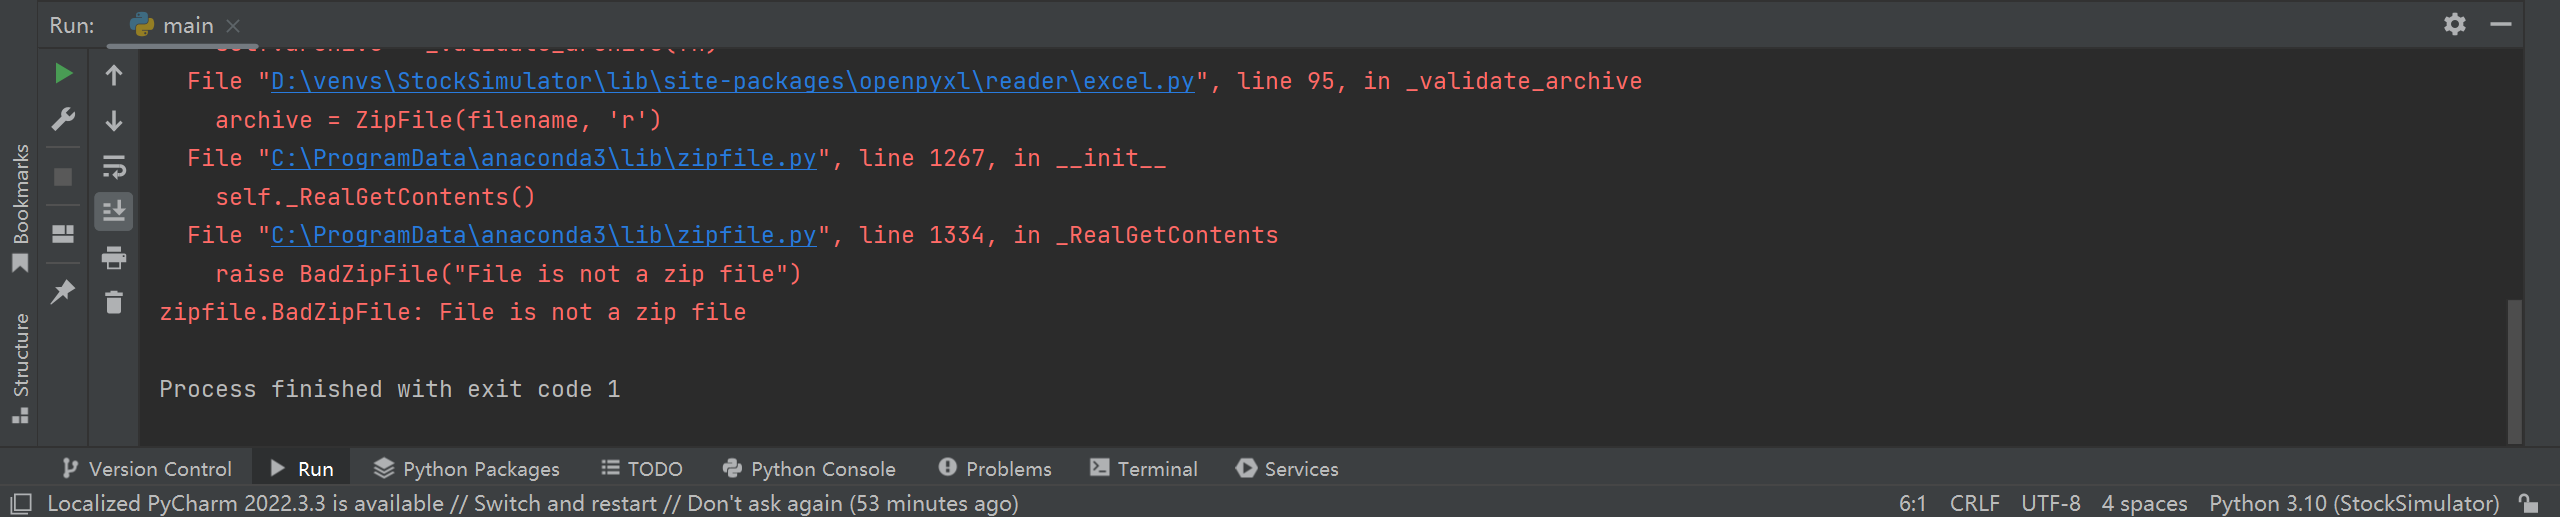 Run:
main
File "D:\venvs\StockSimulator\lib\site-packages\openpyxl\reader\excel.py", line 95, in _validate_archive
archive = ZipFile(filename, 'r')
File "C:\ProgramData\anaconda3\lib\zipfile.py", line 1267, in __init__
self._RealGetContents()
File "C:\ProgramData\anaconda3\lib\zipfile.py", line 1334, in _RealGetContents
raise BadZipFile("File is not a zip file")
zipfile.BadZipFile: File is not a zip file
Process finished with exit code 1
Bookmarks
Structure
Version Control
Run
Python Packages
TODO
Python Console
Problems
Terminal
Services
Localized PyCharm 2022.3.3 is available // Switch and restart // Don't ask again (53 minutes ago)
6:1
CRLF
UTF-8
4 spaces
Python 3.10 (StockSimulator)